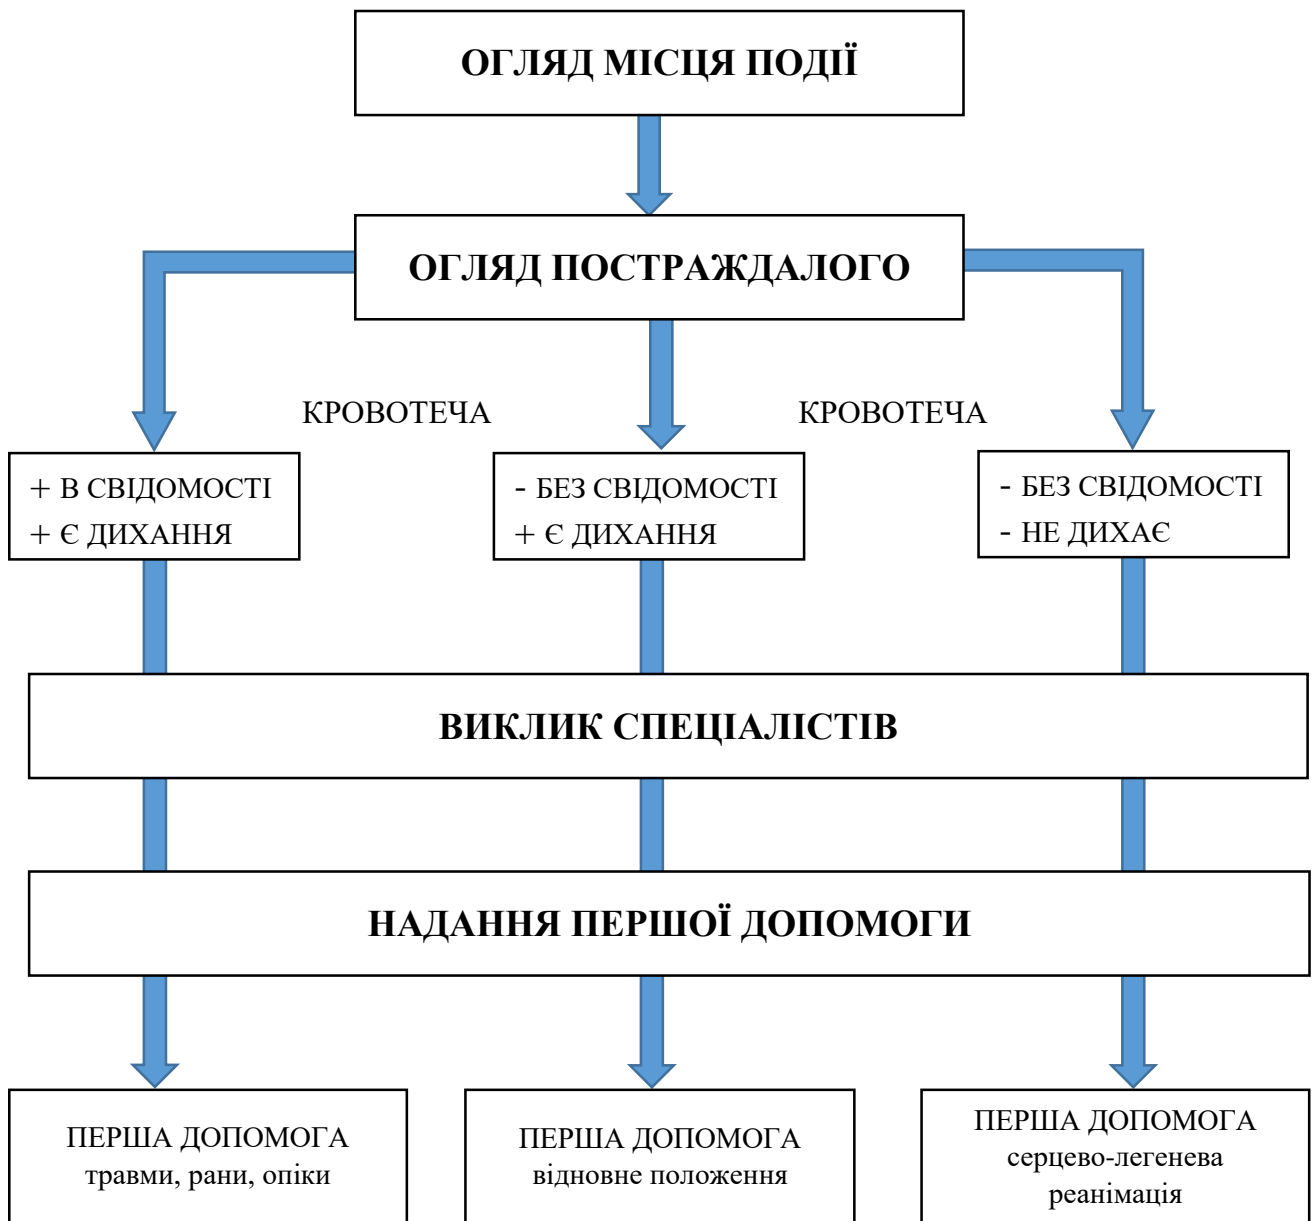 ОГЛЯД МІСЦЯ ПОДІЇ
ОГЛЯД ПОСТРАЖДАЛОГО
КРОВОТЕЧА
КРОВОТЕЧА
+ В СВІДОМОСТІ
+ Є ДИХАННЯ
- БЕЗ СВІДОМОСТІ
+ Є ДИХАННЯ
- БЕЗ СВІДОМОСТІ
- НЕ ДИХАЄ
ВИКЛИК СПЕЦІАЛІСТІВ
НАДАННЯ ПЕРШОЇ ДОПОМОГИ
ПЕРША ДОПОМОГА
травми, рани, опіки
ПЕРША ДОПОМОГА
відновне положення
ПЕРША ДОПОМОГА
серцево-легенева
реанімація